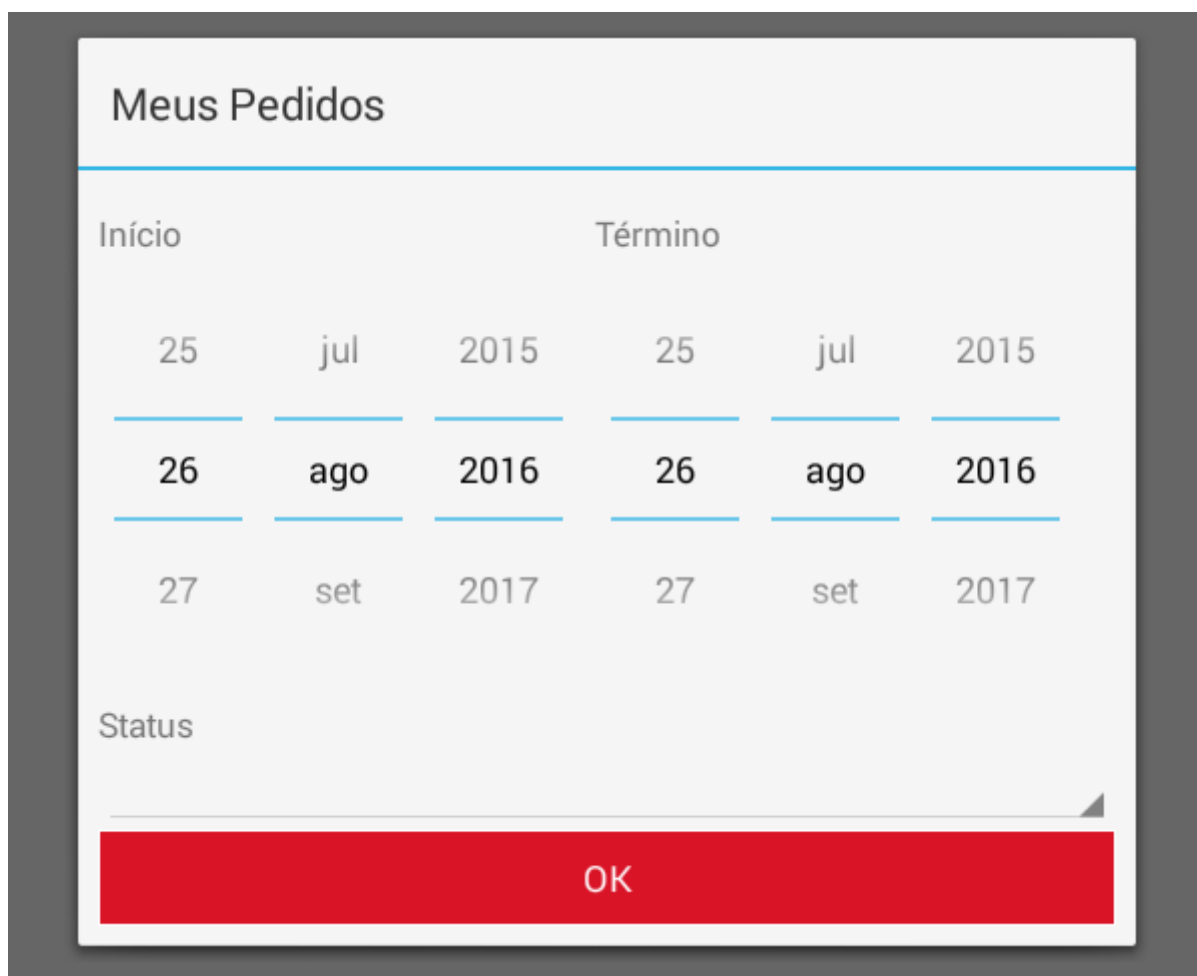 Meus Pedidos
Início Término
25 jul 2015 25 jul 2015
26 ago 2016 26 ago 2016
27 set 2017 27 set 2017
Status
OK